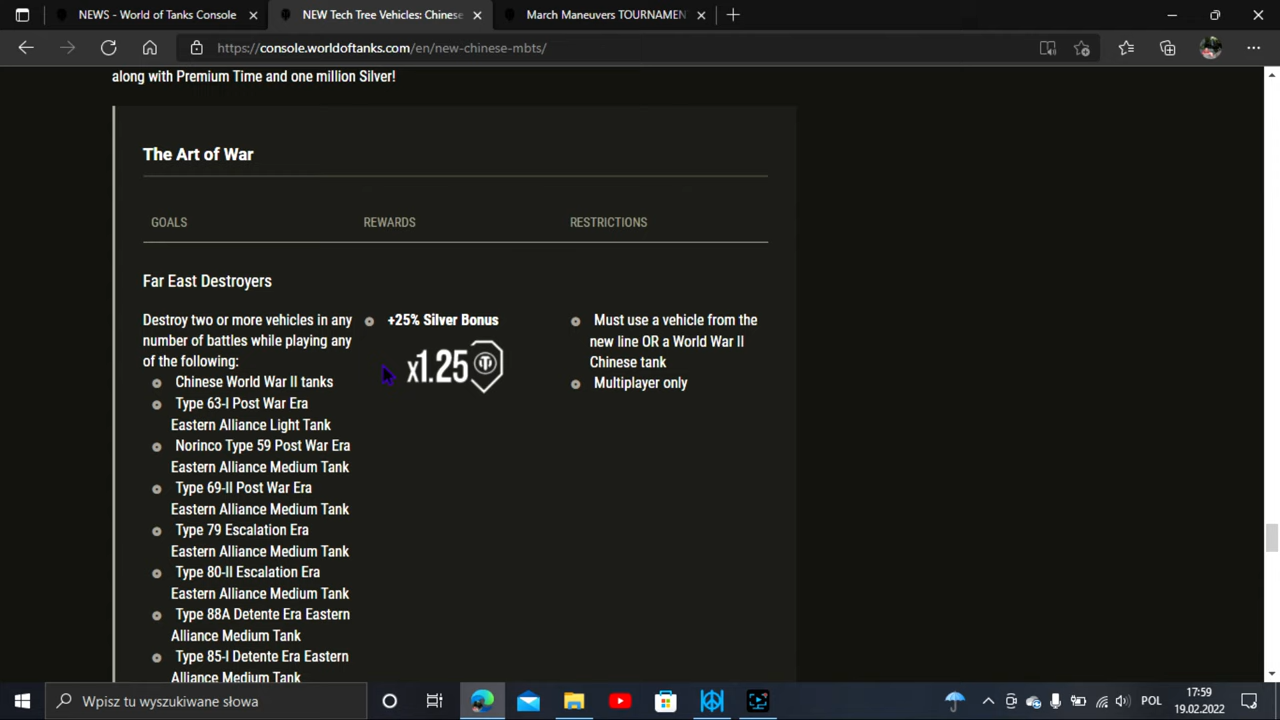 NEWS - World of Tanks Console
NEW Tech Tree Vehicles: Chinese
March Maneuvers TOURNAMEN
https://console.worldoftanks.com/en/new-chinese-mbts/
along with Premium Time and one million Silver!
The Art of War
GOALS
REWARDS
RESTRICTIONS
Far East Destroyers
Destroy two or more vehicles in any
number of battles while playing any
of the following:
Chinese World War II tanks
Type 63-I Post War Era
Eastern Alliance Light Tank
Norinco Type 59 Post War Era
Eastern Alliance Medium Tank
Type 69-II Post War Era
Eastern Alliance Medium Tank
Type 79 Escalation Era
Eastern Alliance Medium Tank
Type 80-II Escalation Era
Eastern Alliance Medium Tank
Type 88A Detente Era Eastern
Alliance Medium Tank
Type 85-I Detente Era Eastern
Alliance Medium Tank
+25% Silver Bonus
x1.25
Must use a vehicle from the
new line OR a World War II
Chinese tank
Multiplayer only
Wpisz tu wyszukiwane słowa
POL
17:59
19.02.2022